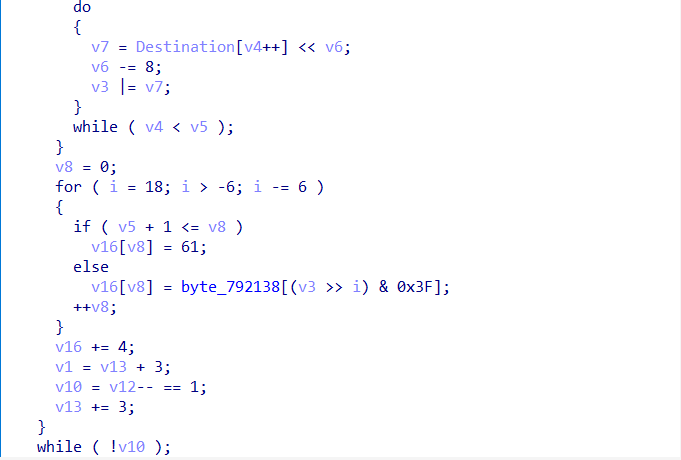 do
{
v7 = Destination[v4++] << v6;
v6 -= 8;
v3 |= v7;
}
while ( v4 < v5 );
}
v8 = 0;
for ( i = 18; i > -6; i -= 6 )
{
if ( v5 + 1 <= v8 )
v16[v8] = 61;
else
v16[v8] = byte_792138[(v3 >> i) & 0x3F];
++v8;
}
v16 += 4;
v1 = v13 + 3;
v10 = v12-- == 1;
v13 += 3;
}
while ( !v10 );